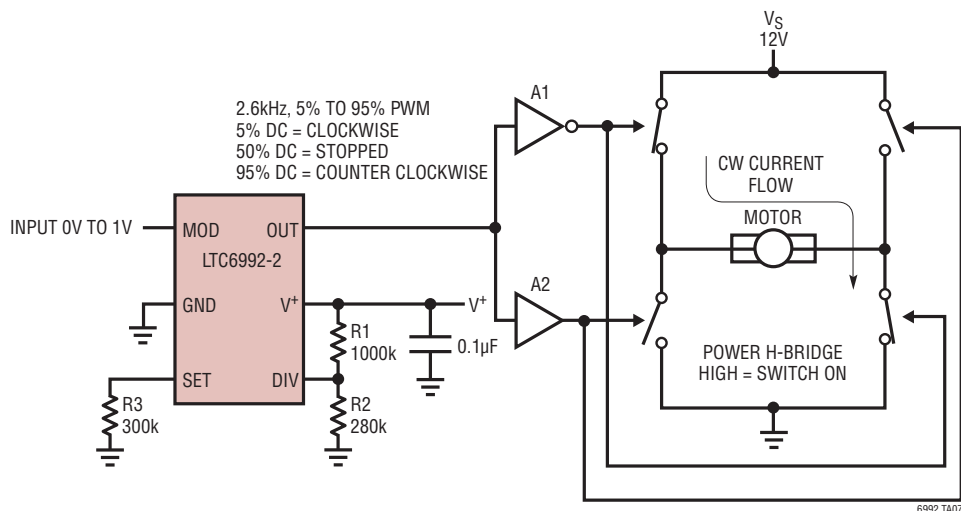 V_S
12V
2.6kHz, 5% TO 95% PWM
5% DC = CLOCKWISE
50% DC = STOPPED
95% DC = COUNTER CLOCKWISE
A1
CW CURRENT
FLOW
MOTOR
INPUT 0V TO 1V
MOD
OUT
LTC6992-2
GND
V+
V+
A2
R1
1000k
0.1µF
POWER H-BRIDGE
HIGH = SWITCH ON
SET
DIV
R3
300k
R2
280k
6992 TA07